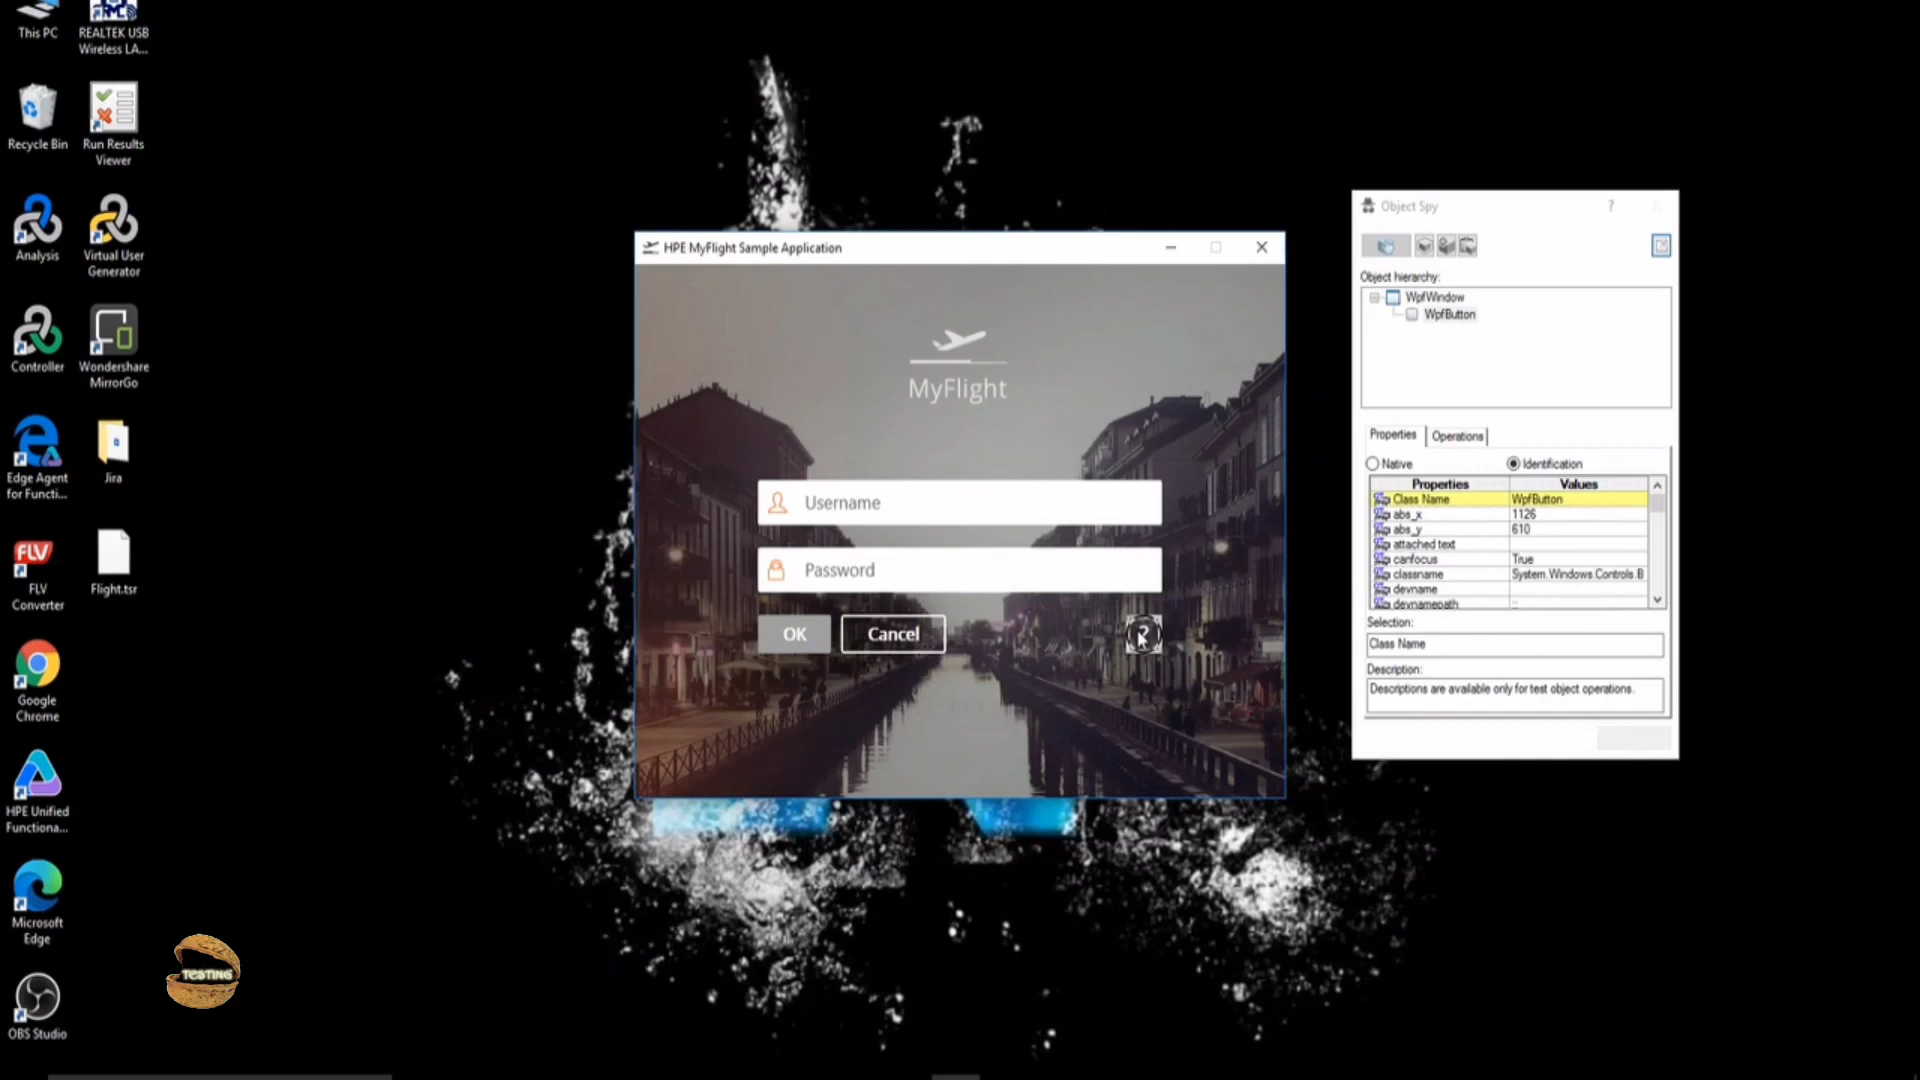 This PC
REALTEK USB
Wireless LA...
Recycle Bin
Run Results
Viewer
Analysis
Virtual User
Generator
Controller
Wondershare
MirrorGo
Edge Agent
for Functi...
Jira
FLV
FLV
Converter
Flight.tsr
Google
Chrome
HPE Unified
Functiona...
Microsoft
Edge
OBS Studio
TESTING
HPE MyFlight Sample Application
MyFlight
Username
Password
OK
Cancel
?
Object Spy
?
Object hierarchy:
WpfWindow
WpfButton
Properties
Operations
Native
Identification
Properties Values
Class Name WpfButton
abs_x 1126
abs_y 610
attached text
canfocus True
classname System.Windows.Controls.B
devname
devnamepath ;;
Selection:
Class Name
Description:
Descriptions are available only for test object operations.